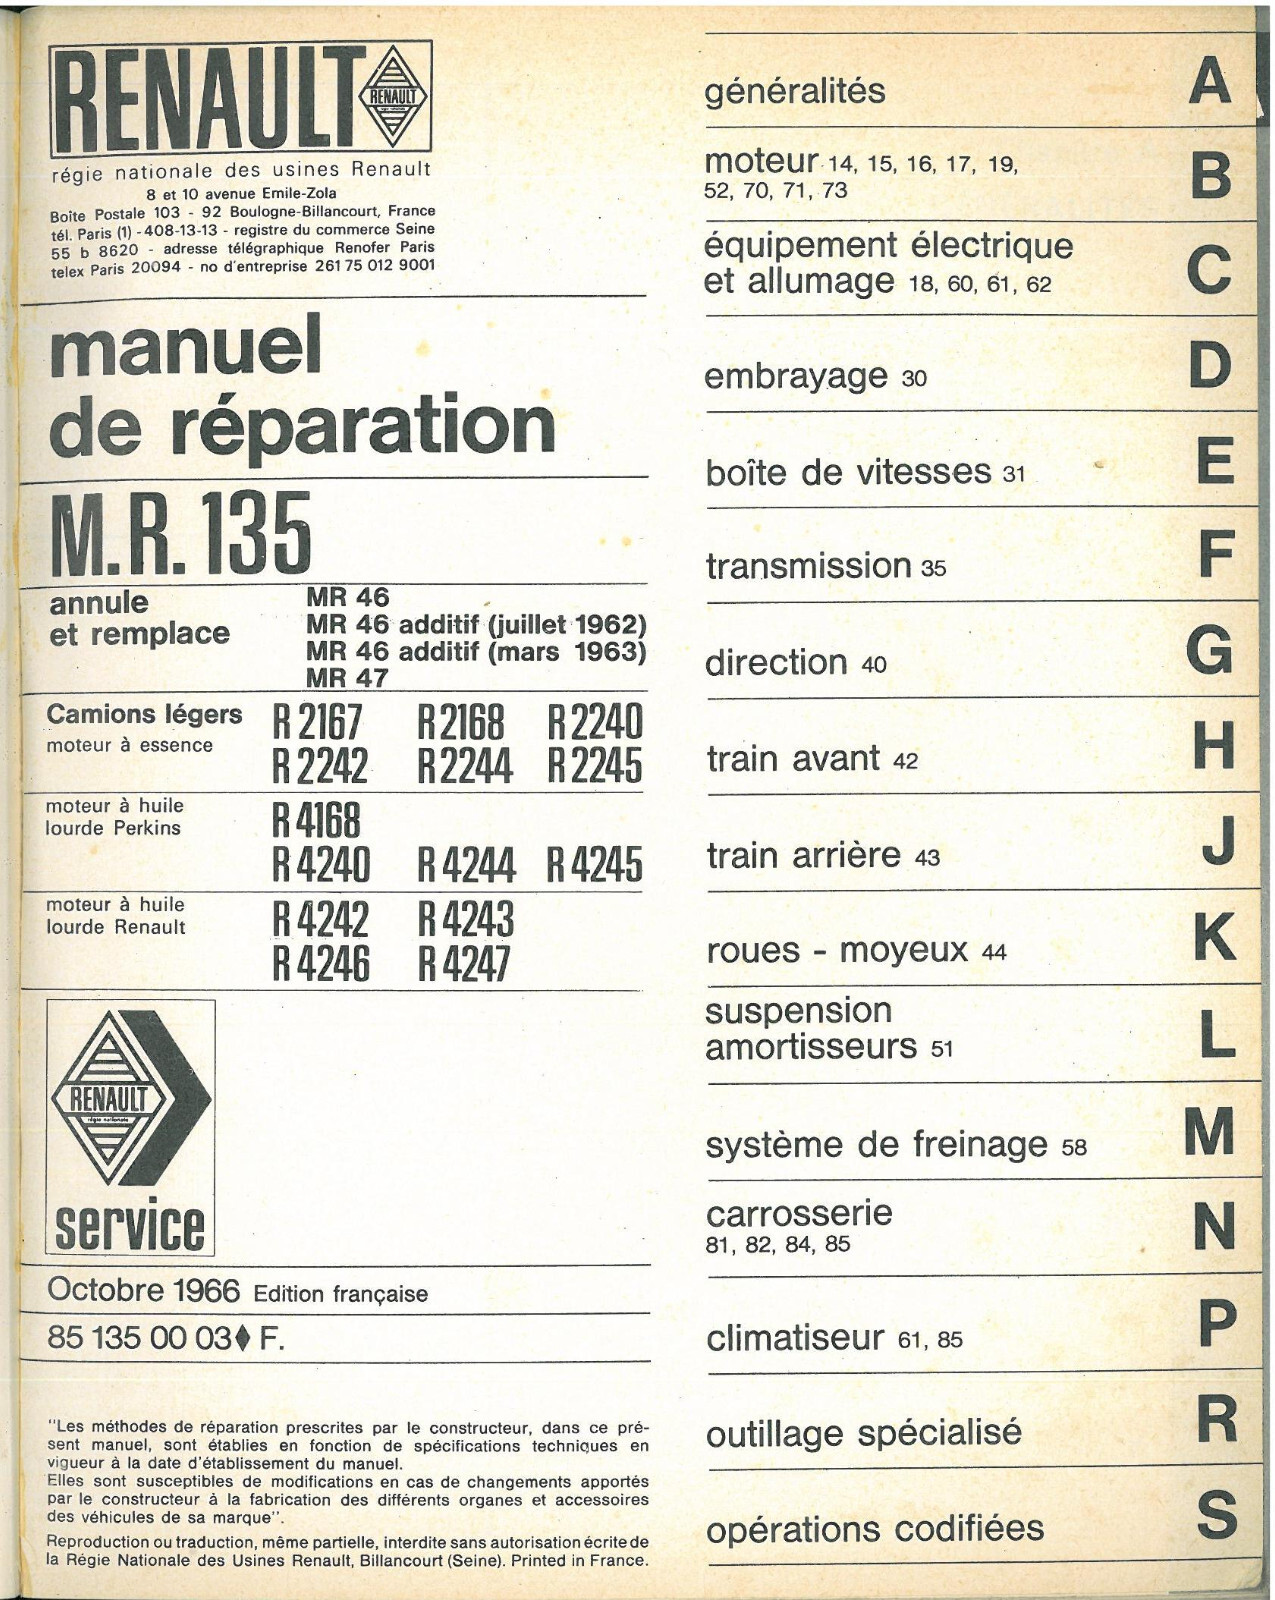 RENAULT
RENAULT
régie nationale des usines Renault
8 et 10 avenue Emile-Zola
Boîte Postale 103 - 92 Boulogne-Billancourt, France
tél. Paris (1) - 408-13-13 - registre du commerce Seine
55 b 8620 - adresse télégraphique Renofer Paris
telex Paris 20094 - no d'entreprise 261 75 012 9001
manuel
de réparation
M.R. 135
annule
et remplace
MR 46
MR 46 additif (juillet 1962)
MR 46 additif (mars 1963)
MR 47
Camions légers
moteur à essence
R 2167 R 2168 R 2240
R 2242 R 2244 R 2245
moteur à huile
lourde Perkins
R 4168
R 4240 R 4244 R 4245
moteur à huile
lourde Renault
R 4242 R 4243
R 4246 R 4247
RENAULT
régie nationale
service
Octobre 1966 Edition française
85 135 00 03♦ F.
"Les méthodes de réparation prescrites par le constructeur, dans ce pré-
sent manuel, sont établies en fonction de spécifications techniques en
vigueur à la date d'établissement du manuel.
Elles sont susceptibles de modifications en cas de changements apportés
par le constructeur à la fabrication des différents organes et accessoires
des véhicules de sa marque".
Reproduction ou traduction, même partielle, interdite sans autorisation écrite de
la Régie Nationale des Usines Renault, Billancourt (Seine). Printed in France.
généralités A
moteur 14, 15, 16, 17, 19,
52, 70, 71, 73 B
équipement électrique
et allumage 18, 60, 61, 62 C
embrayage 30 D
boîte de vitesses 31 E
transmission 35 F
direction 40 G
train avant 42 H
train arrière 43 J
roues - moyeux 44 K
suspension
amortisseurs 51 L
système de freinage 58 M
carrosserie
81, 82, 84, 85 N
climatiseur 61, 85 P
outillage spécialisé R
opérations codifiées S